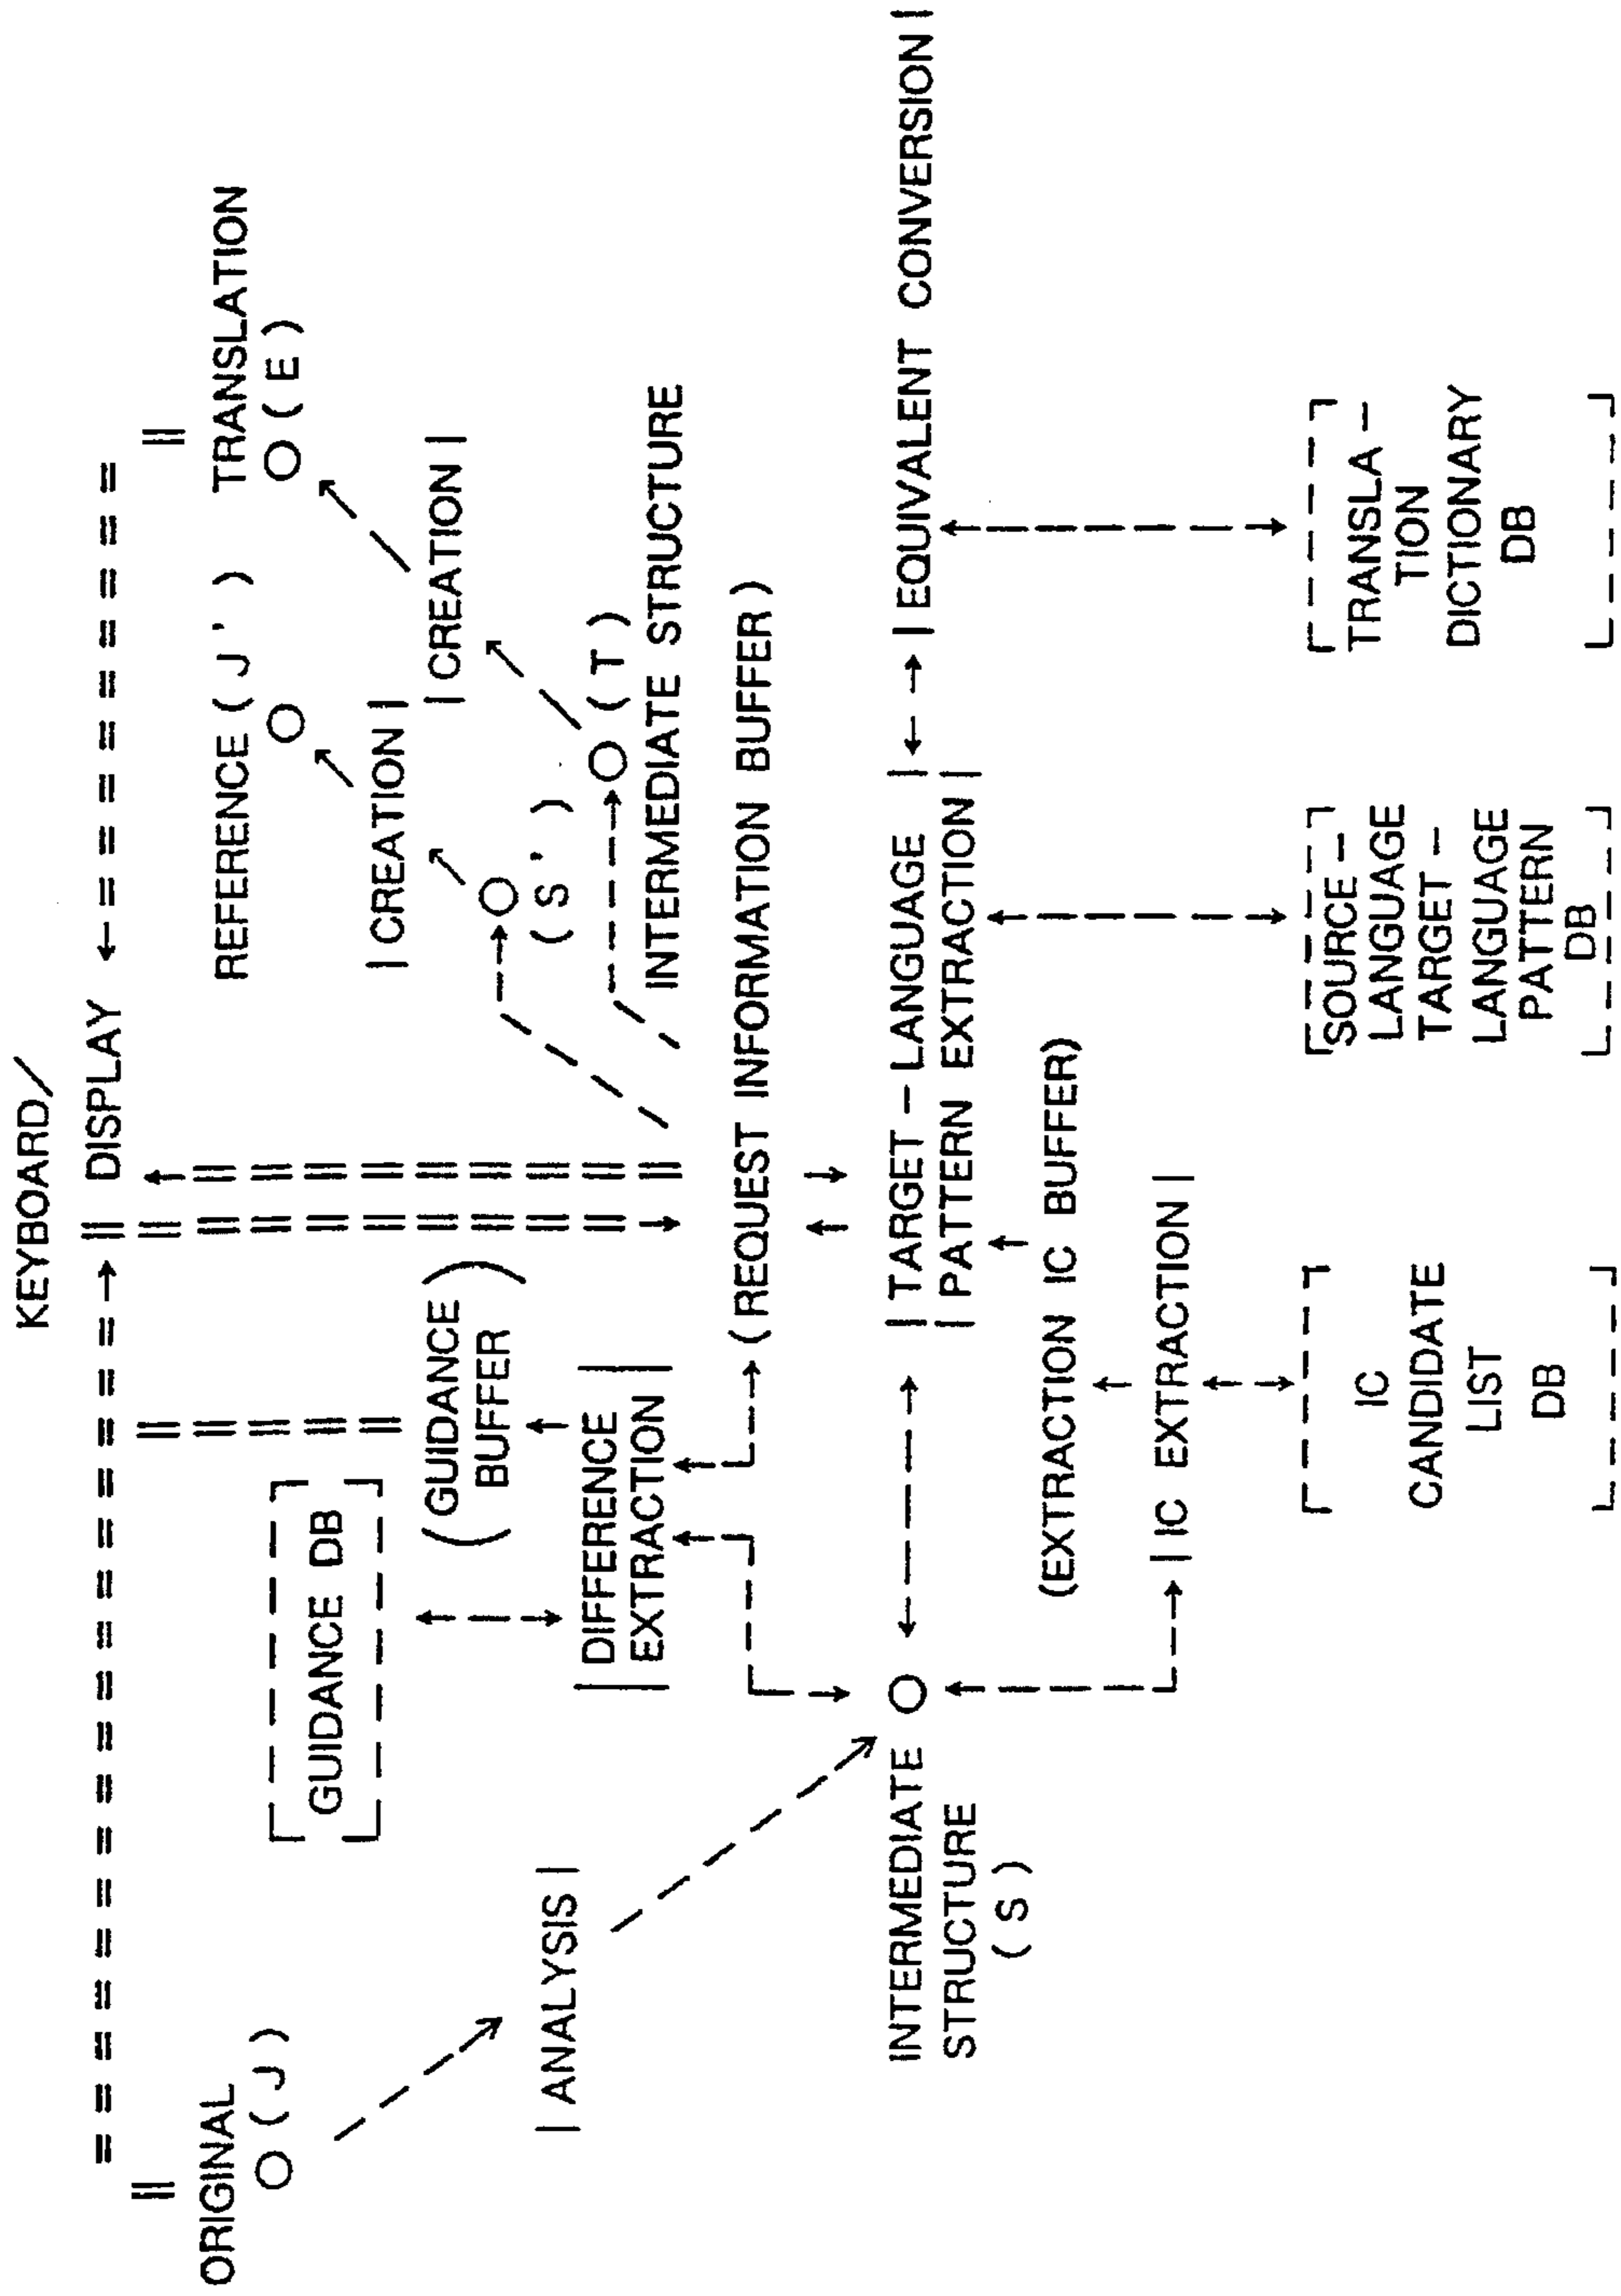 KEYBOARD/
DISPLAY
ORIGINAL
( J )
GUIDANCE DB
REFERENCE ( J ' )
TRANSLATION
( E )
(GUIDANCE
BUFFER)
| CREATION |
| CREATION |
| ANALYSIS |
| DIFFERENCE |
| EXTRACTION |
( S ' )
( T )
INTERMEDIATE STRUCTURE
(REQUEST INFORMATION BUFFER)
INTERMEDIATE
STRUCTURE
( S )
| TARGET – LANGUAGE |
| PATTERN EXTRACTION |
| EQUIVALENT CONVERSION |
(EXTRACTION IC BUFFER)
| IC EXTRACTION |
IC
CANDIDATE
LIST
DB
SOURCE –
LANGUAGE
TARGET –
LANGUAGE
PATTERN
DB
TRANSLA –
TION
DICTIONARY
DB